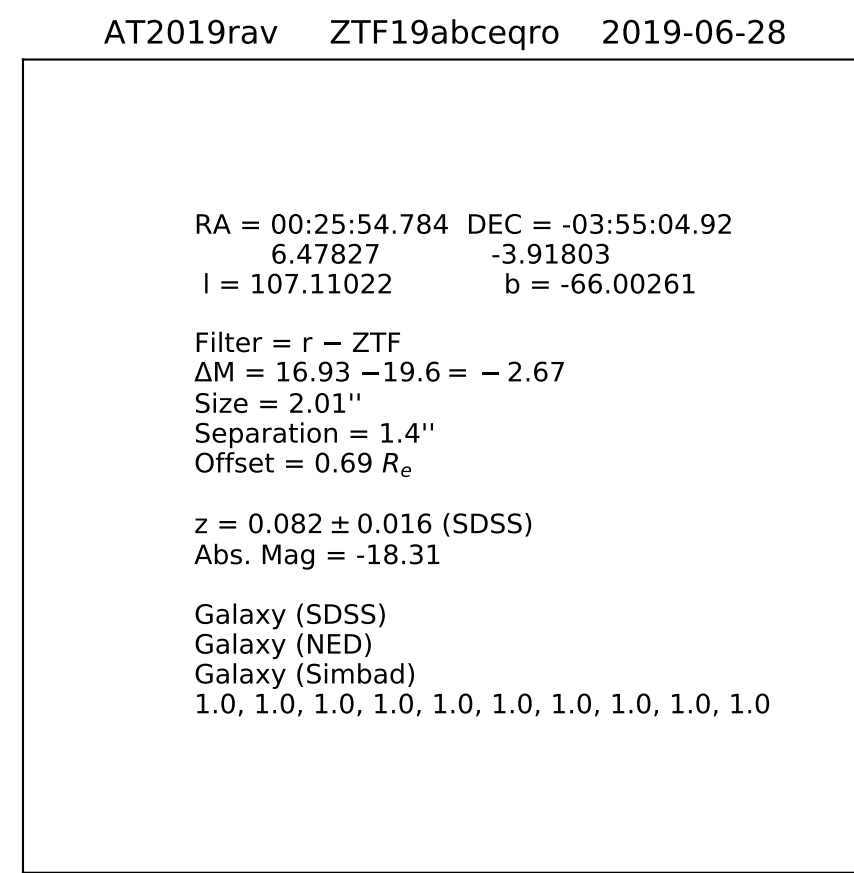 AT2019rav ZTF19abceqro 2019-06-28
RA = 00:25:54.784 DEC = -03:55:04.92
6.47827 -3.91803
l = 107.11022 b = -66.00261
Filter = r − ZTF
ΔM = 16.93 −19.6 = − 2.67
Size = 2.01''
Separation = 1.4''
Offset = 0.69 Rₑ
z = 0.082 ± 0.016 (SDSS)
Abs. Mag = -18.31
Galaxy (SDSS)
Galaxy (NED)
Galaxy (Simbad)
1.0, 1.0, 1.0, 1.0, 1.0, 1.0, 1.0, 1.0, 1.0, 1.0